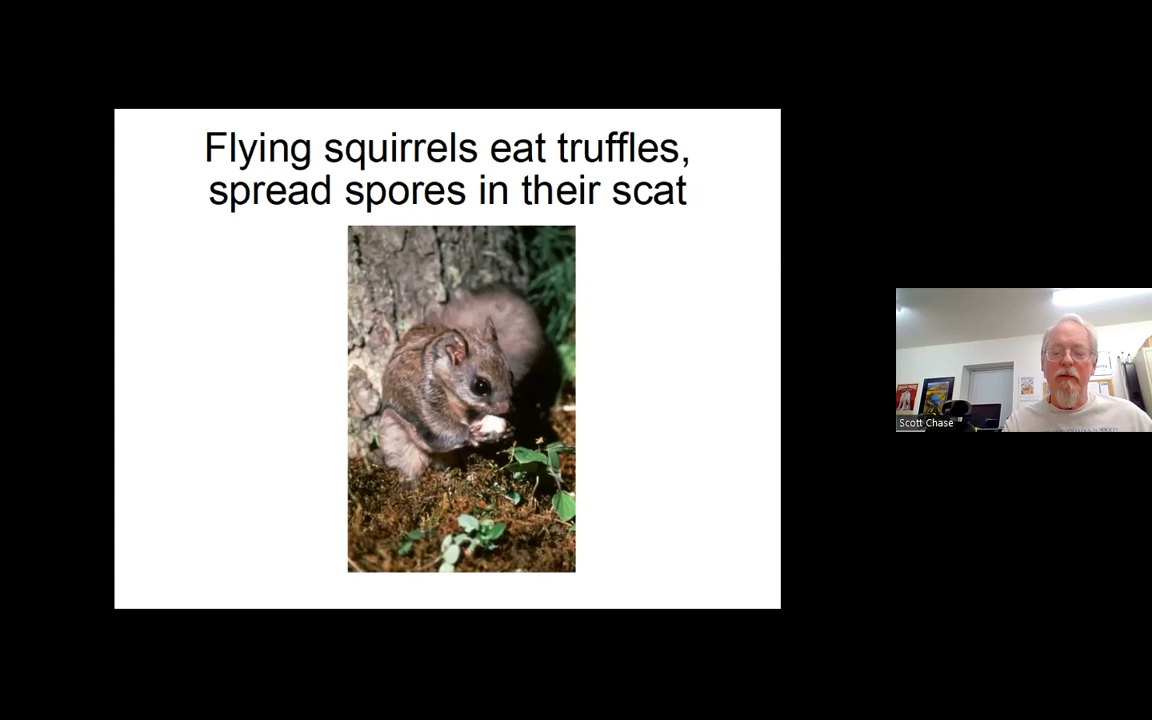 Flying squirrels eat truffles,
spread spores in their scat
Scott Chase